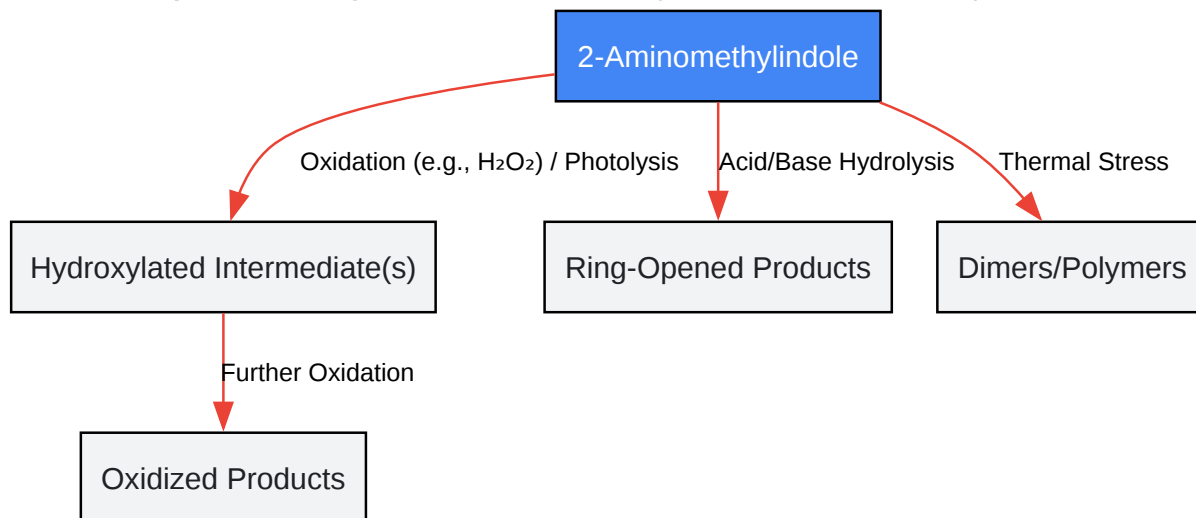 2-Aminomethylindole
Oxidation (e.g., H₂O₂) / Photolysis
Acid/Base Hydrolysis
Thermal Stress
Hydroxylated Intermediate(s)
Ring-Opened Products
Dimers/Polymers
Further Oxidation
Oxidized Products